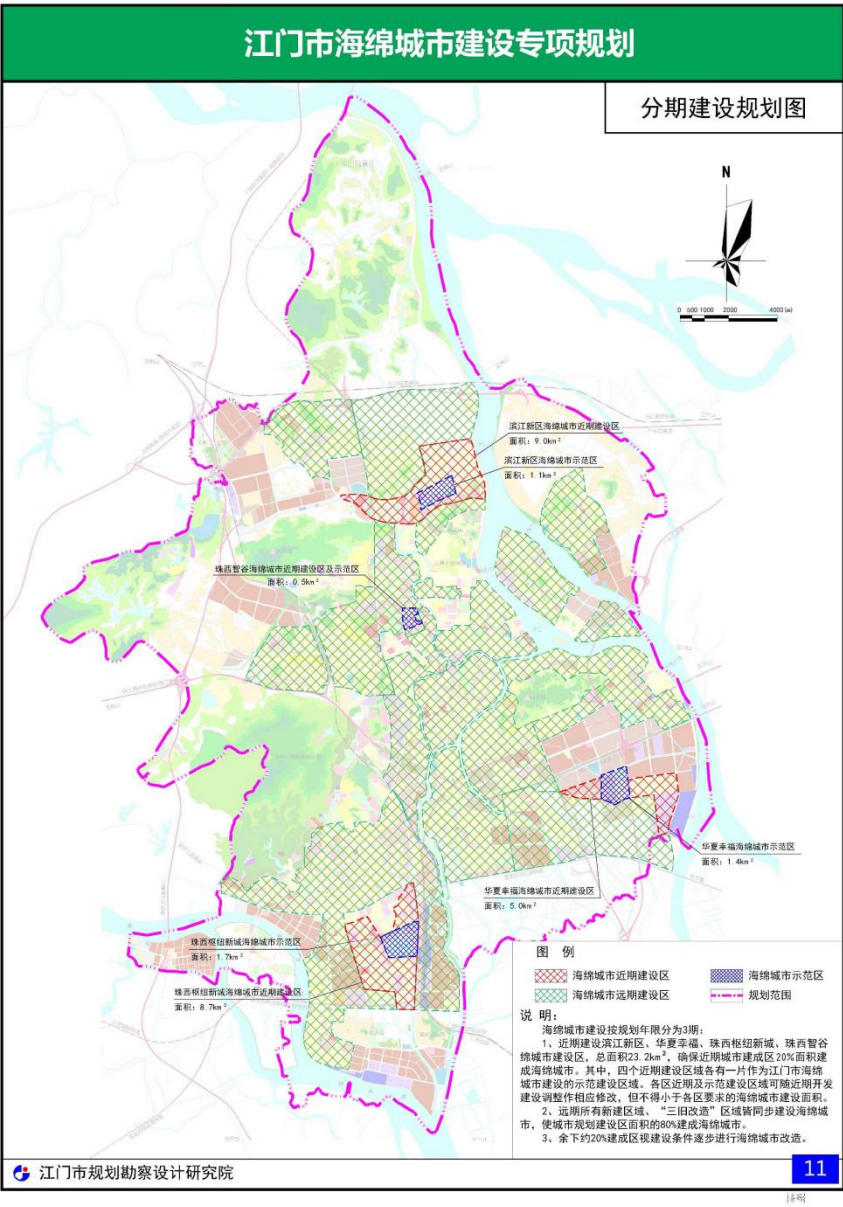 江门市海绵城市建设专项规划
分期建设规划图
N
0 500 1000 2000 4000(m)
滨江新区海绵城市近期建设区
面积：9.0km²
滨江新区海绵城市示范区
面积：1.1km²
珠西智谷海绵城市近期建设区及示范区
面积：0.5km²
华夏幸福海绵城市示范区
面积：1.4km²
华夏幸福海绵城市近期建设区
面积：5.0km²
珠西枢纽新城海绵城市示范区
面积：1.7km²
珠西枢纽新城海绵城市近期建设区
面积：8.7km²
图 例
海绵城市近期建设区
海绵城市示范区
海绵城市远期建设区
规划范围
说 明：
海绵城市建设按规划年限分为3期：
1、近期建设滨江新区、华夏幸福、珠西枢纽新城、珠西智谷
绵城市建设区，总面积23.2km²，确保近期城市建成区20%面积建
成海绵城市。其中，四个近期建设区域各有一片作为江门市海绵
城市建设的示范建设区域。各区近期及示范建设区域可随近期开发
建设调整作相应修改，但不得小于各区要求的海绵城市建设面积。
2、远期所有新建区域、“三旧改造”区域皆同步建设海绵城
市，使城市规划建设区面积的80%建成海绵城市。
3、余下约20%建成区视建设条件逐步进行海绵城市改造。
江门市规划勘察设计研究院
11